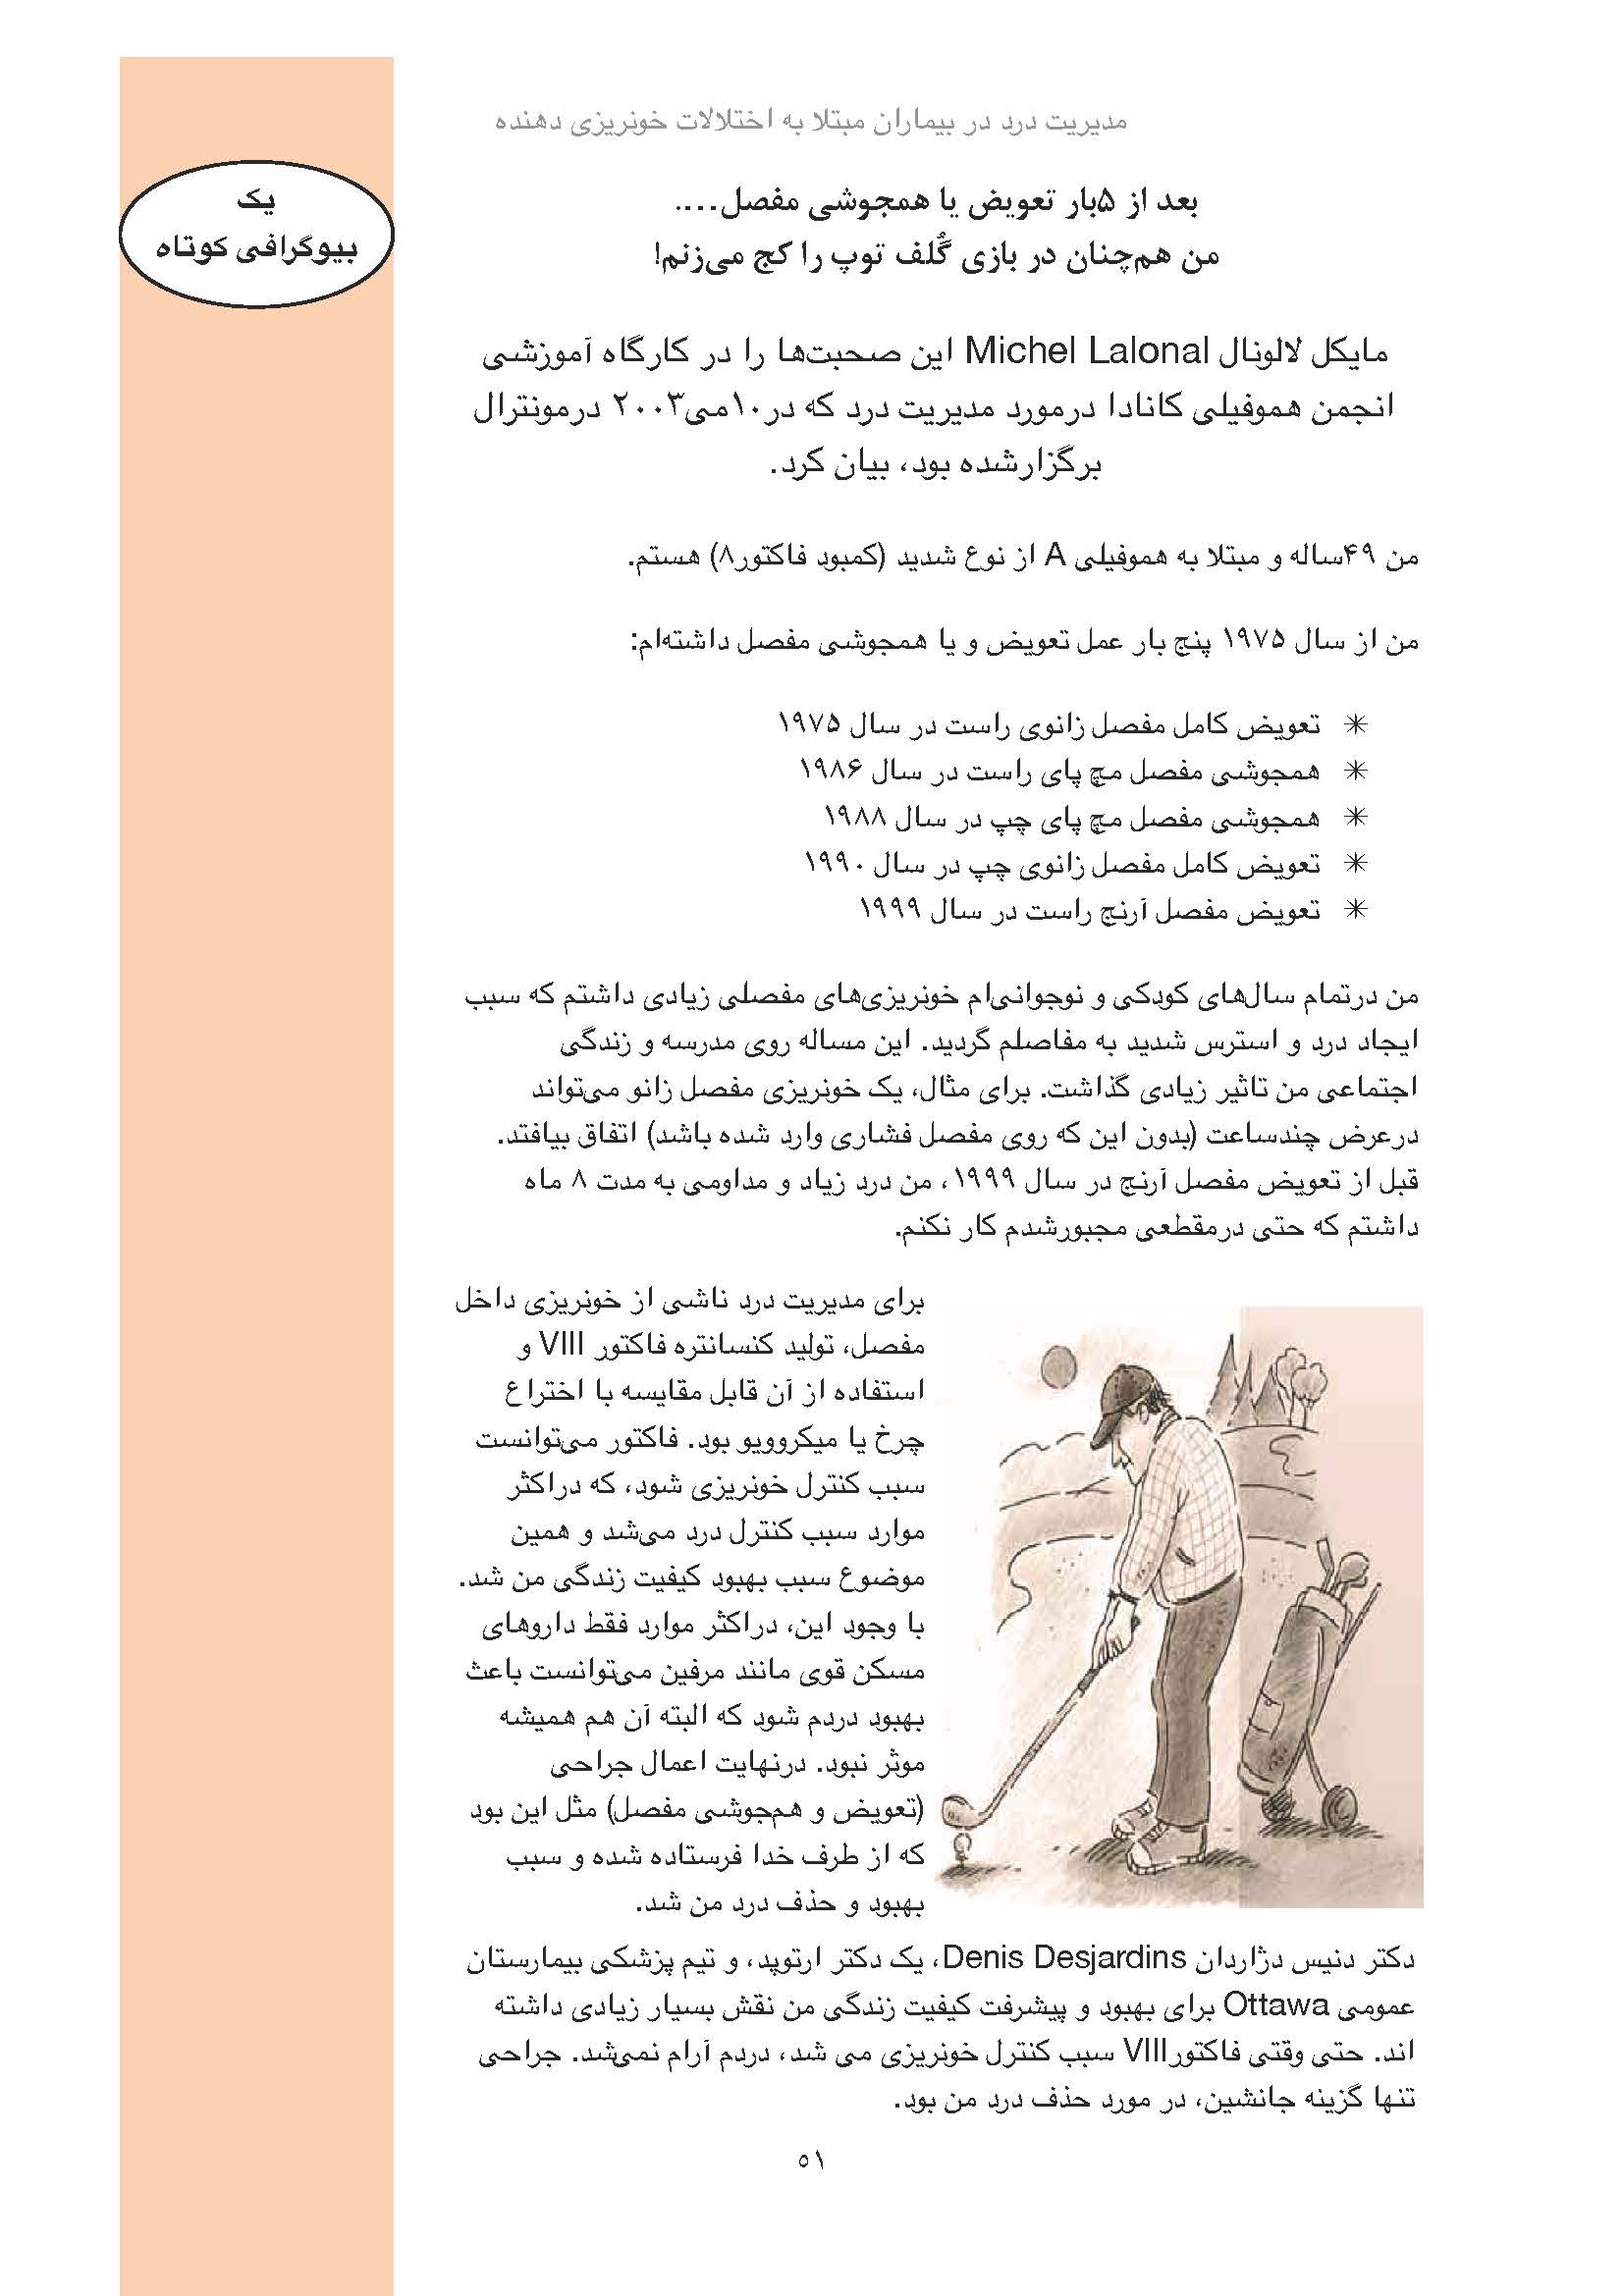 مدیریت درد در بیماران مبتلا به اختلالات خونریزی دهنده
یک
بیوگرافی کوتاه
بعد از ۵بار تعویض یا همجوشی مفصل....
من هم‌چنان در بازی گُلف توپ را کج می‌زنم!
مایکل لالونال Michel Lalonal این صحبت‌ها را در کارگاه آموزشی
انجمن هموفیلی کانادا درمورد مدیریت درد که در۱۰می۲۰۰۳ درمونترال
برگزارشده بود، بیان کرد.
من ۴۹ساله و مبتلا به هموفیلی A از نوع شدید (کمبود فاکتور۸) هستم.
من از سال ۱۹۷۵ پنج بار عمل تعویض و یا همجوشی مفصل داشته‌ام:
✳ تعویض کامل مفصل زانوی راست در سال ۱۹۷۵
✳ همجوشی مفصل مچ پای راست در سال ۱۹۸۶
✳ همجوشی مفصل مچ پای چپ در سال ۱۹۸۸
✳ تعویض کامل مفصل زانوی چپ در سال ۱۹۹۰
✳ تعویض مفصل آرنج راست در سال ۱۹۹۹
من درتمام سال‌های کودکی و نوجوانی‌ام خونریزی‌های مفصلی زیادی داشتم که سبب
ایجاد درد و استرس شدید به مفاصلم گردید. این مساله روی مدرسه و زندگی
اجتماعی من تاثیر زیادی گذاشت. برای مثال، یک خونریزی مفصل زانو می‌تواند
درعرض چندساعت (بدون این که روی مفصل فشاری وارد شده باشد) اتفاق بیافتد.
قبل از تعویض مفصل آرنج در سال ۱۹۹۹، من درد زیاد و مداومی به مدت ۸ ماه
داشتم که حتی درمقطعی مجبورشدم کار نکنم.
برای مدیریت درد ناشی از خونریزی داخل
مفصل، تولید کنسانتره فاکتور VIII و
استفاده از آن قابل مقایسه با اختراع
چرخ یا میکروویو بود. فاکتور می‌توانست
سبب کنترل خونریزی شود، که دراکثر
موارد سبب کنترل درد می‌شد و همین
موضوع سبب بهبود کیفیت زندگی من شد.
با وجود این، دراکثر موارد فقط داروهای
مسکن قوی مانند مرفین می‌توانست باعث
بهبود دردم شود که البته آن هم همیشه
موثر نبود. درنهایت اعمال جراحی
(تعویض و هم‌جوشی مفصل) مثل این بود
که از طرف خدا فرستاده شده و سبب
بهبود و حذف درد من شد.
دکتر دنیس دژاردان Denis Desjardins، یک دکتر ارتوپد، و تیم پزشکی بیمارستان
عمومی Ottawa برای بهبود و پیشرفت کیفیت زندگی من نقش بسیار زیادی داشته
اند. حتی وقتی فاکتورVIII سبب کنترل خونریزی می شد، دردم آرام نمی‌شد. جراحی
تنها گزینه جانشین، در مورد حذف درد من بود.
۵۱